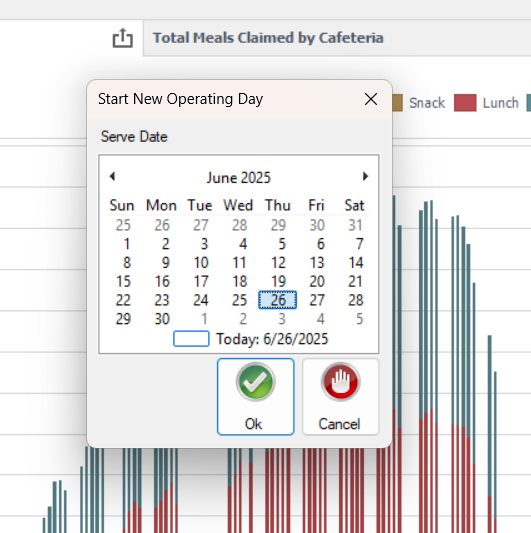 Total Meals Claimed by Cafeteria
Start New Operating Day
Snack Lunch
Serve Date
June 2025
Sun Mon Tue Wed Thu Fri Sat
25 26 27 28 29 30 31
1 2 3 4 5 6 7
8 9 10 11 12 13 14
15 16 17 18 19 20 21
22 23 24 25 26 27 28
29 30 1 2 3 4 5
Today: 6/26/2025
Ok Cancel